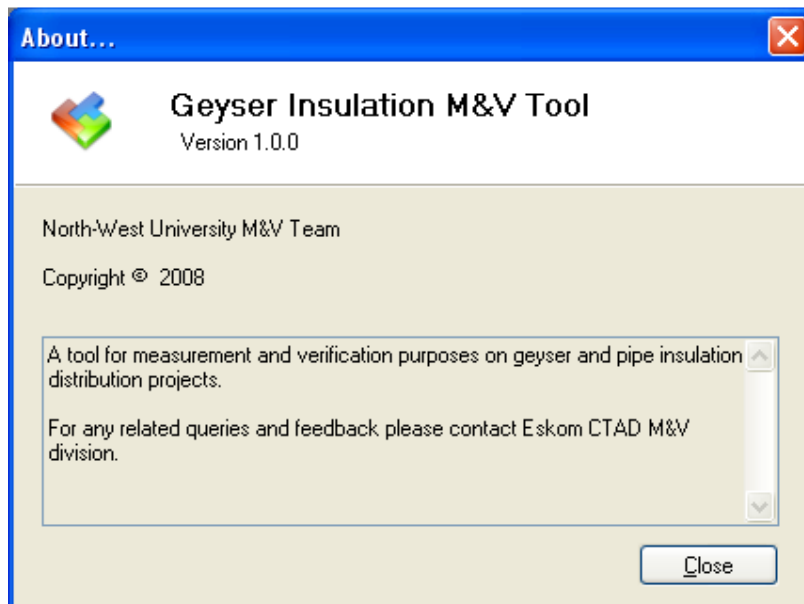 About...
Geyser Insulation M&V Tool
Version 1.0.0
North-West University M&V Team
Copyright © 2008
A tool for measurement and verification purposes on geyser and pipe insulation
distribution projects.
For any related queries and feedback please contact Eskom CTAD M&V
division.
Close